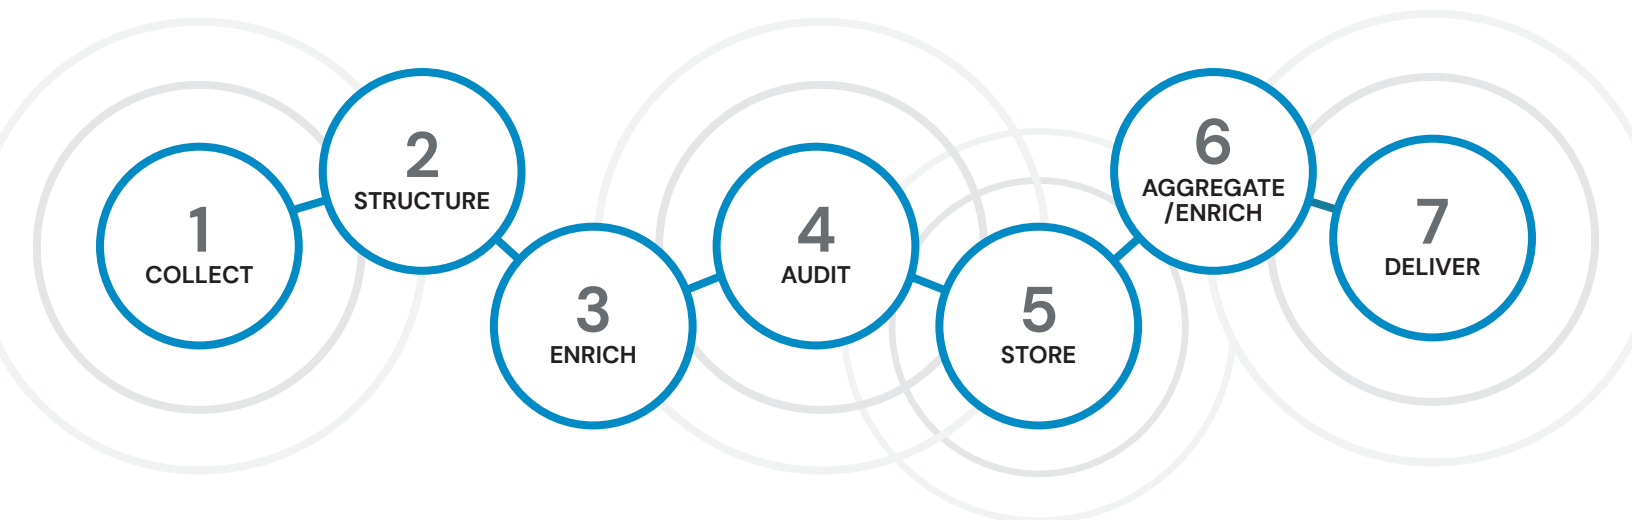 1
COLLECT
2
STRUCTURE
3
ENRICH
4
AUDIT
5
STORE
6
AGGREGATE
/ENRICH
7
DELIVER